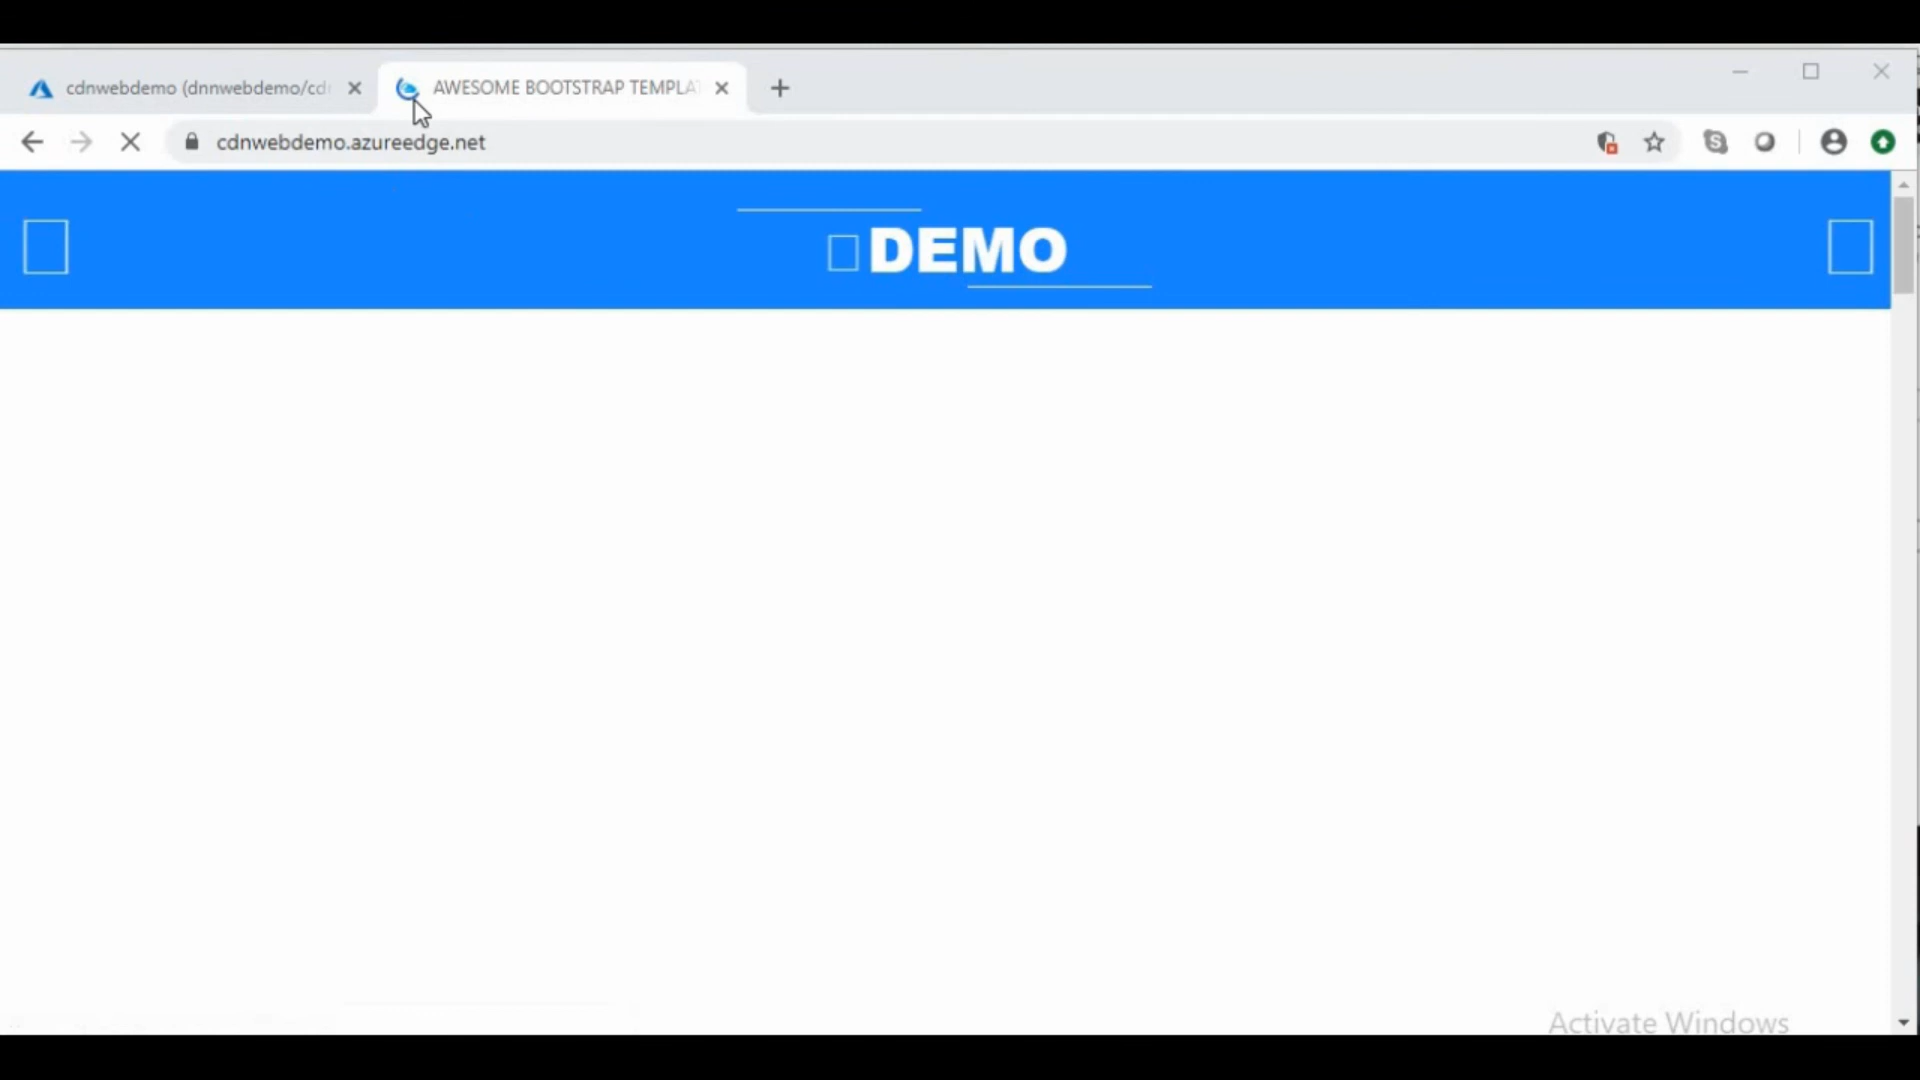 cdnwebdemo (dnnwebdemo/cd
AWESOME BOOTSTRAP TEMPLA
cdnwebdemo.azureedge.net
DEMO
Activate Windows